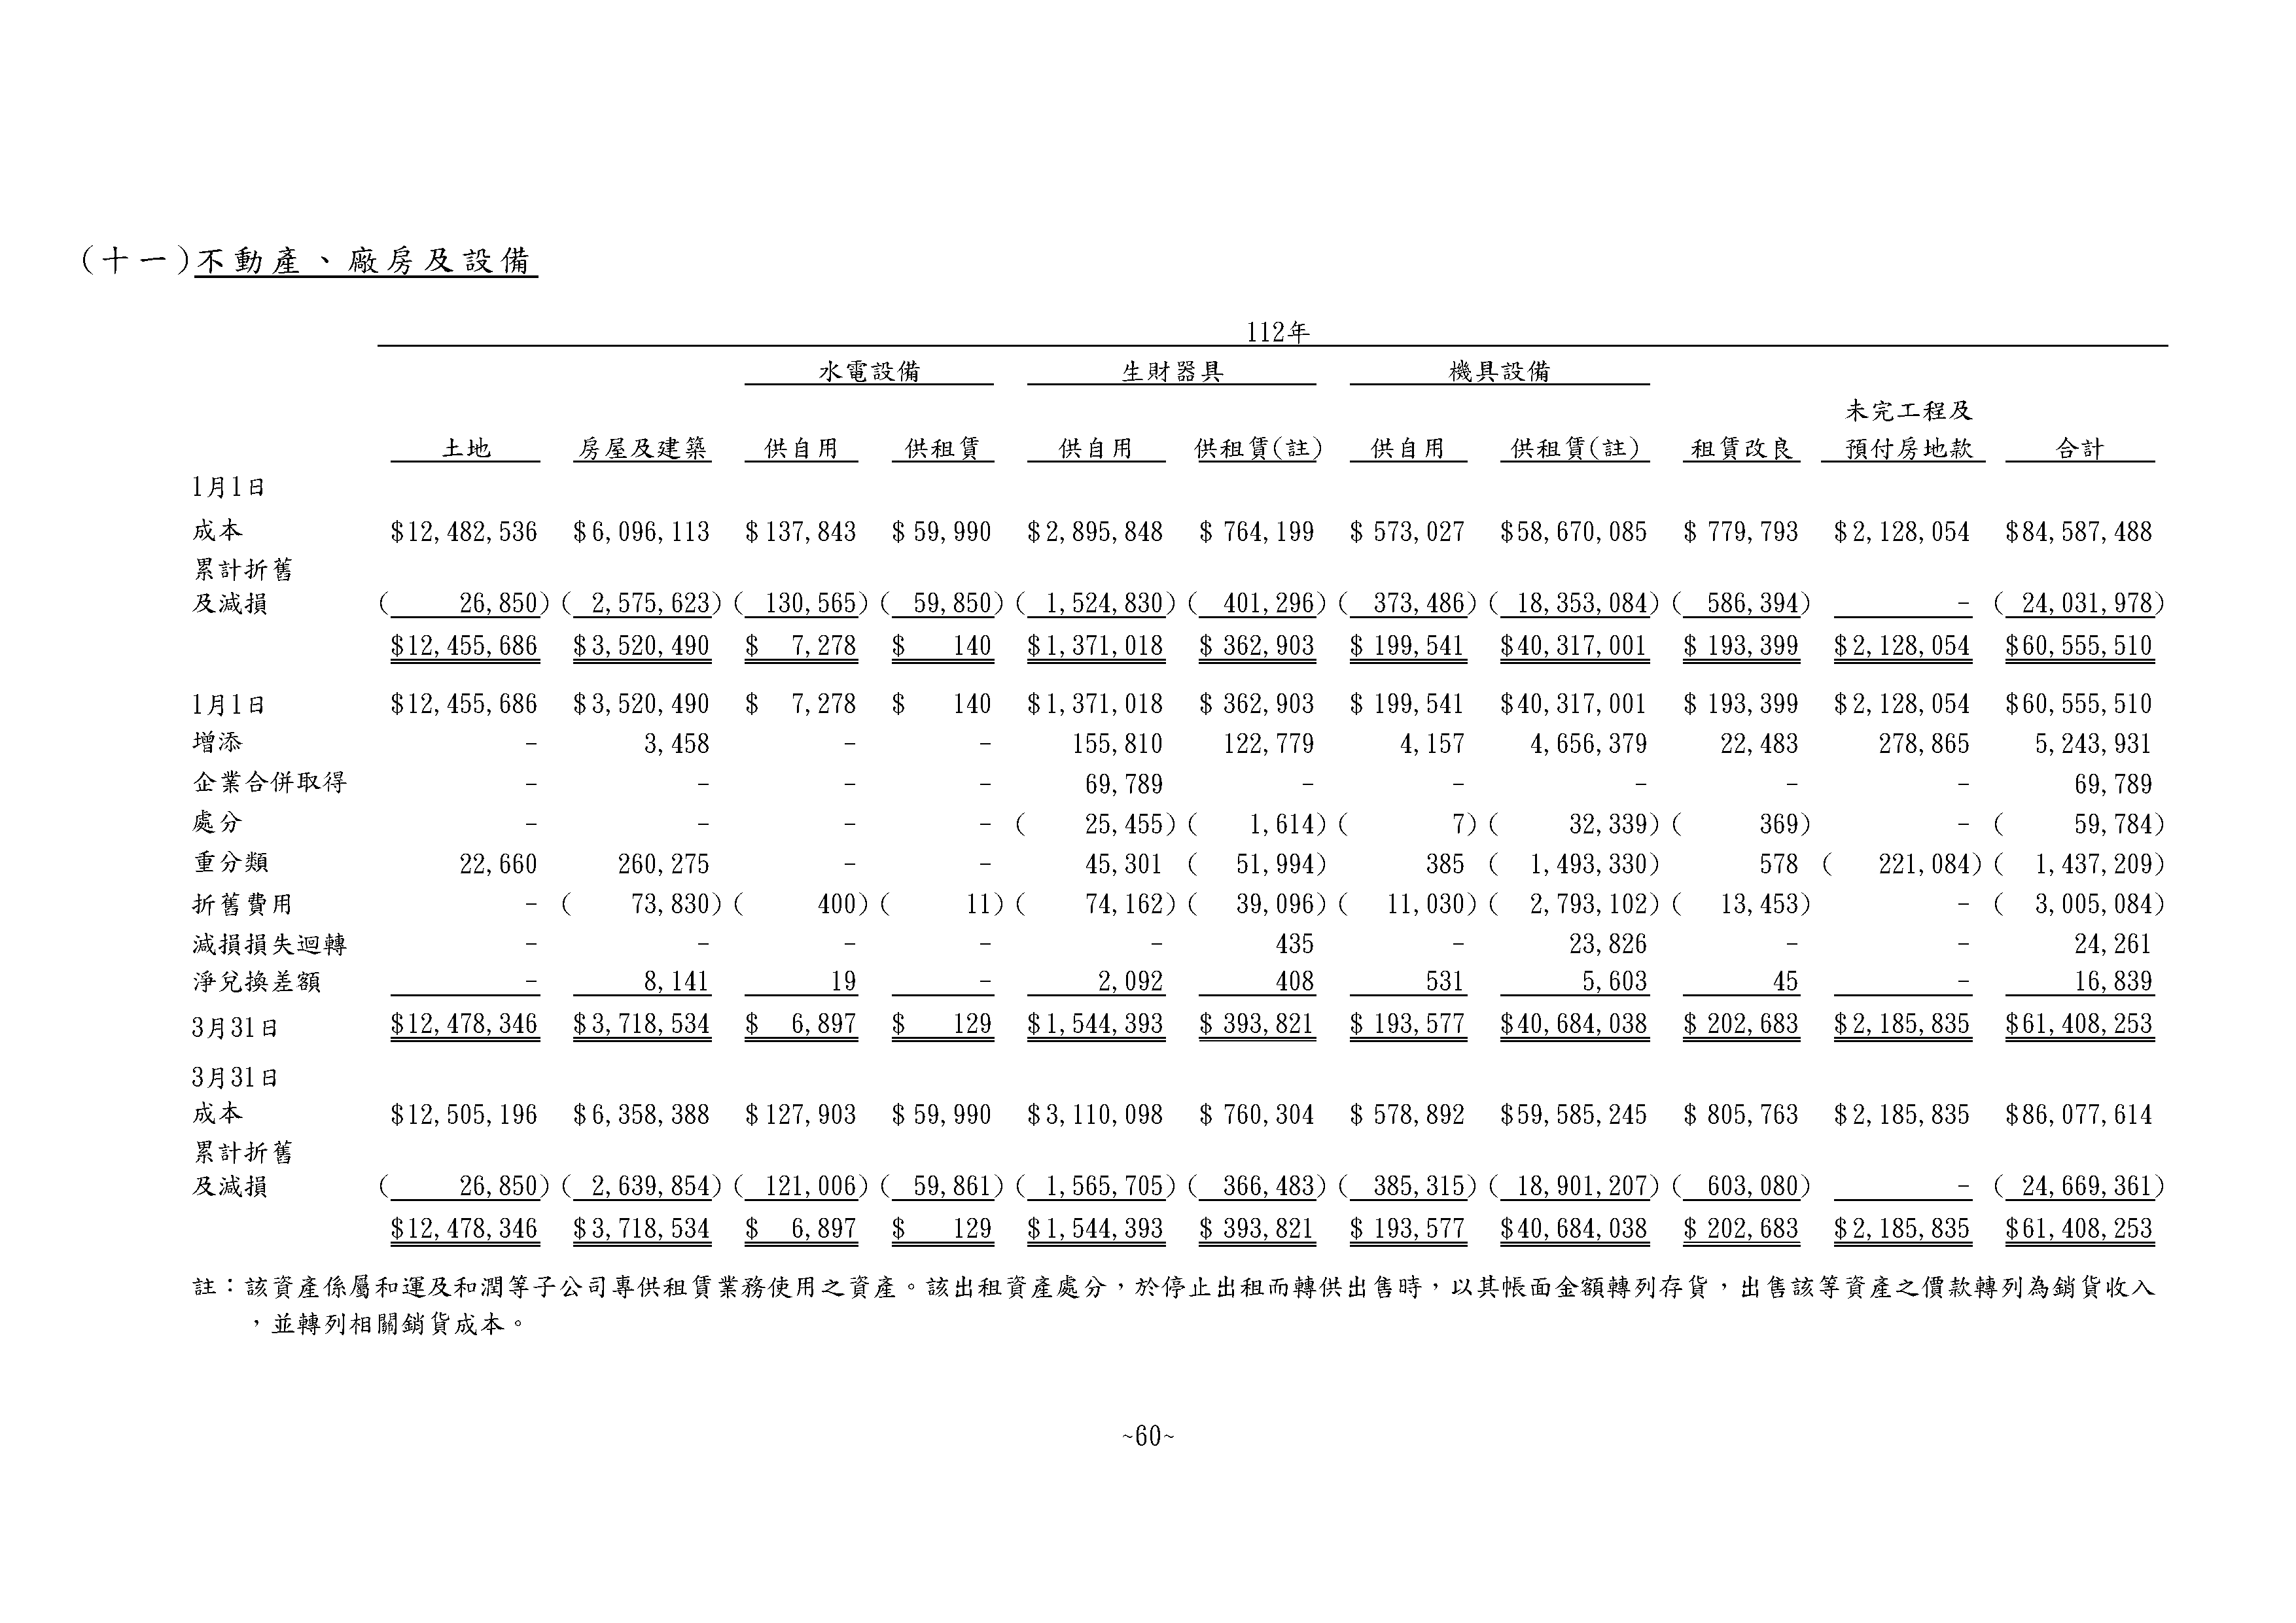 (十一)不動產、廠房及設備
112年
水電設備 生財器具 機具設備
未完工程及
土地 房屋及建築 供自用 供租賃 供自用 供租賃(註) 供自用 供租賃(註) 租賃改良 預付房地款 合計
1月1日
成本 $12,482,536 $6,096,113 $137,843 $ 59,990 $2,895,848 $ 764,199 $ 573,027 $58,670,085 $ 779,793 $2,128,054 $84,587,488
累計折舊
及減損 ( 26,850) ( 2,575,623) ( 130,565) ( 59,850) ( 1,524,830) ( 401,296) ( 373,486) ( 18,353,084) ( 586,394) - ( 24,031,978)
$12,455,686 $3,520,490 $ 7,278 $ 140 $1,371,018 $ 362,903 $ 199,541 $40,317,001 $ 193,399 $2,128,054 $60,555,510
1月1日 $12,455,686 $3,520,490 $ 7,278 $ 140 $1,371,018 $ 362,903 $ 199,541 $40,317,001 $ 193,399 $2,128,054 $60,555,510
增添 - 3,458 - - 155,810 122,779 4,157 4,656,379 22,483 278,865 5,243,931
企業合併取得 - - - - 69,789 - - - - - 69,789
處分 - - - - ( 25,455) ( 1,614) ( 7) ( 32,339) ( 369) - ( 59,784)
重分類 22,660 260,275 - - 45,301 ( 51,994) 385 ( 1,493,330) 578 ( 221,084) ( 1,437,209)
折舊費用 - ( 73,830) ( 400) ( 11) ( 74,162) ( 39,096) ( 11,030) ( 2,793,102) ( 13,453) - ( 3,005,084)
減損損失迴轉 - - - - - 435 - 23,826 - - 24,261
淨兌換差額 - 8,141 19 - 2,092 408 531 5,603 45 - 16,839
3月31日 $12,478,346 $3,718,534 $ 6,897 $ 129 $1,544,393 $ 393,821 $ 193,577 $40,684,038 $ 202,683 $2,185,835 $61,408,253
3月31日
成本 $12,505,196 $6,358,388 $127,903 $ 59,990 $3,110,098 $ 760,304 $ 578,892 $59,585,245 $ 805,763 $2,185,835 $86,077,614
累計折舊
及減損 ( 26,850) ( 2,639,854) ( 121,006) ( 59,861) ( 1,565,705) ( 366,483) ( 385,315) ( 18,901,207) ( 603,080) - ( 24,669,361)
$12,478,346 $3,718,534 $ 6,897 $ 129 $1,544,393 $ 393,821 $ 193,577 $40,684,038 $ 202,683 $2,185,835 $61,408,253
註：該資產係屬和運及和潤等子公司專供租賃業務使用之資產。該出租資產處分，於停止出租而轉供出售時，以其帳面金額轉列存貨，出售該等資產之價款轉列為銷貨收入
，並轉列相關銷貨成本。
~60~